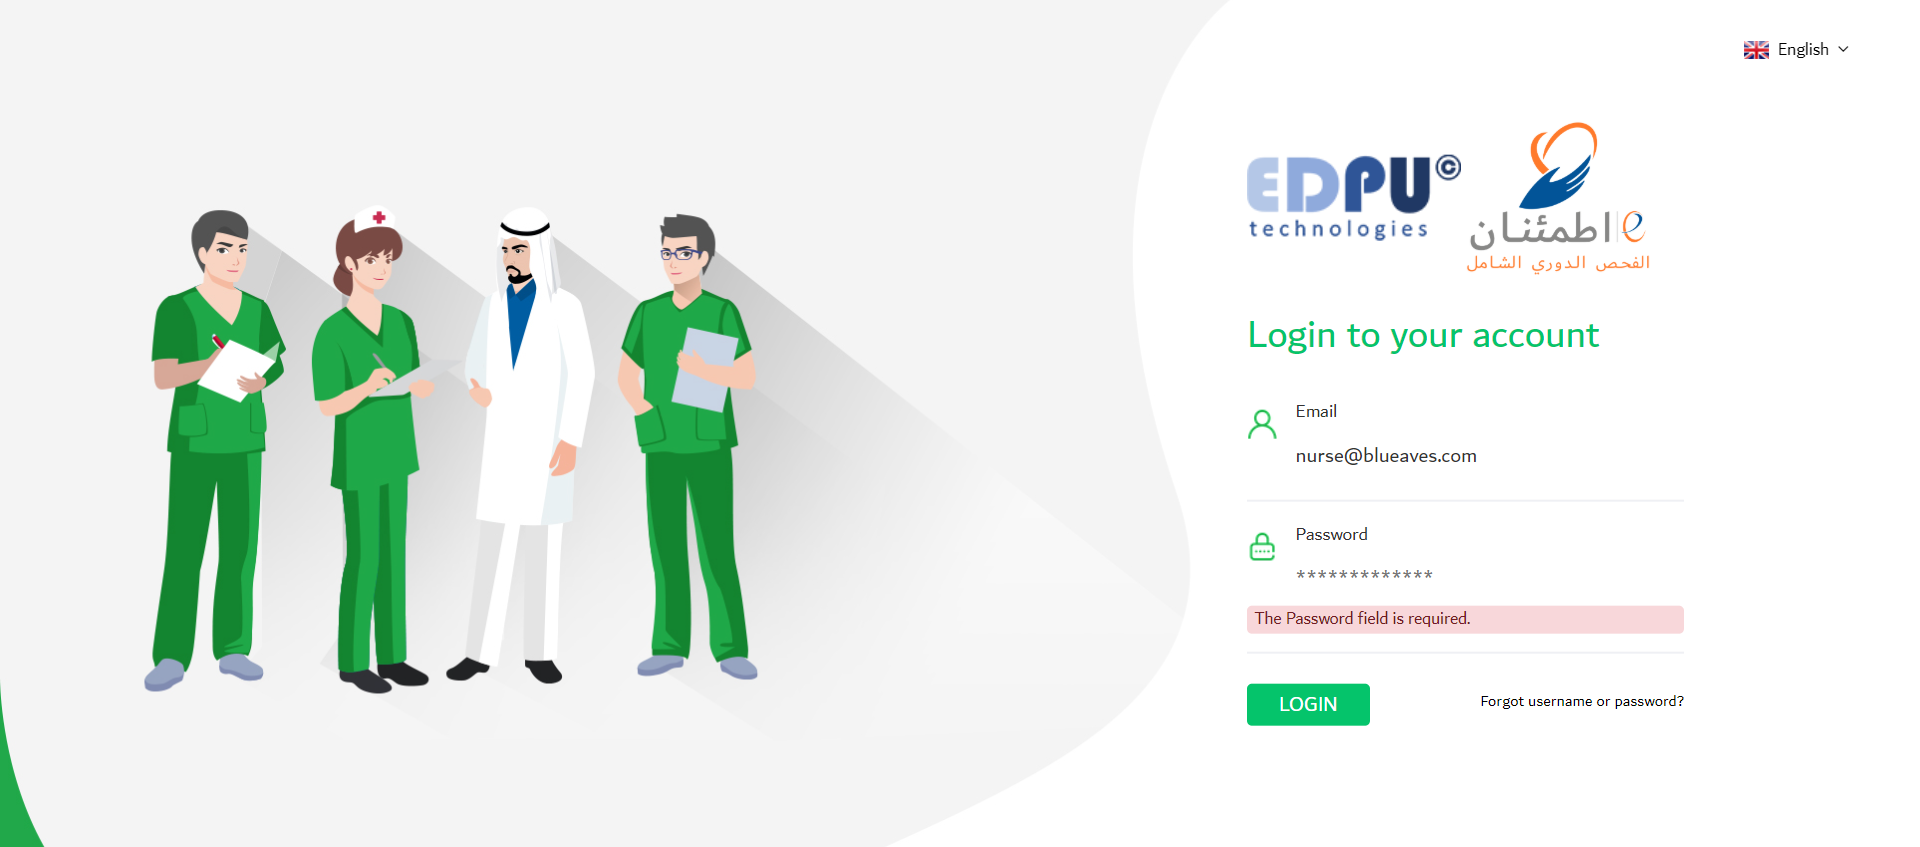 English
EDPU©
technologies
اطمئنان e
الفحص الدوري الشامل
Login to your account
Email
nurse@blueaves.com
Password
*************
The Password field is required.
LOGIN
Forgot username or password?